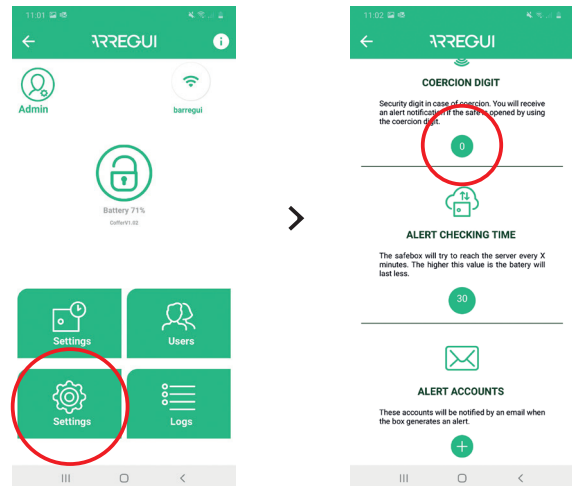 11:01
ARREGUI
Admin
barregui
Battery 71%
CofferV1.02
Settings
Users
Settings
Logs
>
11:02
ARREGUI
COERCION DIGIT
Security digit in case of coercion. You will receive
an alert notification if the safe is opened by using
the coercion digit.
0
ALERT CHECKING TIME
The safebox will try to reach the server every X
minutes. The higher this value is the batery will
last less.
30
ALERT ACCOUNTS
These accounts will be notified by an email when
the box generates an alert.